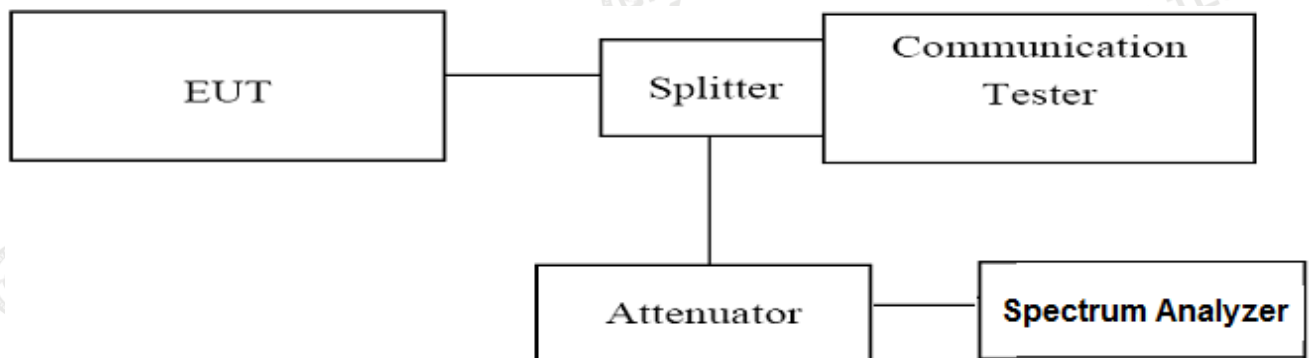 EUT
Splitter
Communication
Tester
Attenuator
Spectrum Analyzer